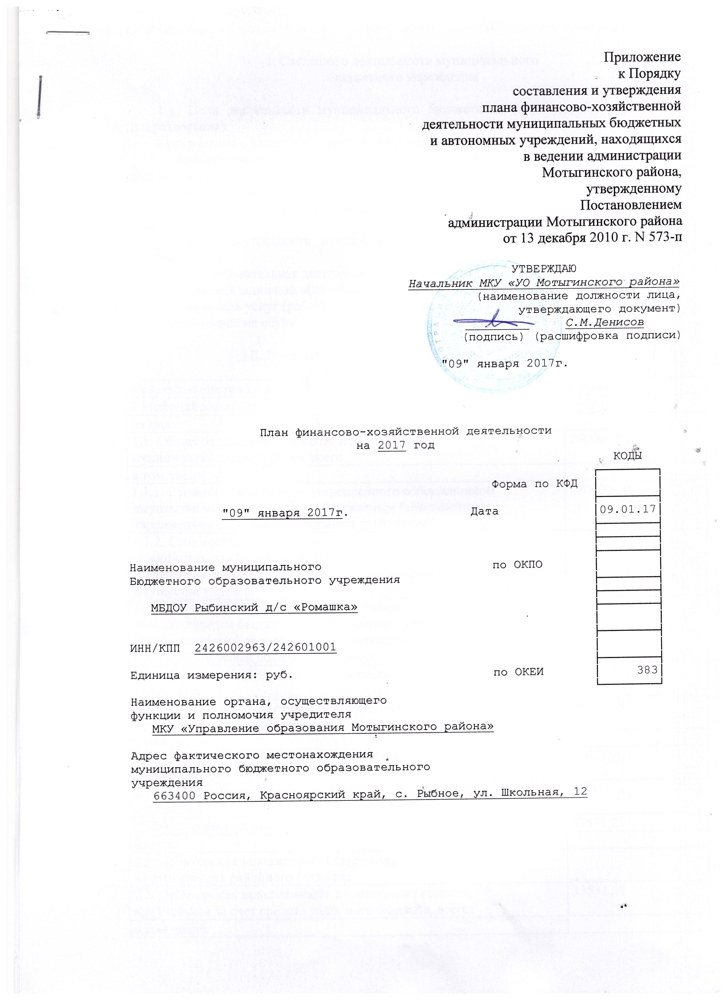 Приложение
к Порядку
составления и утверждения
плана финансово-хозяйственной
деятельности муниципальных бюджетных
и автономных учреждений, находящихся
в ведении администрации
Мотыгинского района,
утвержденному
Постановлением
администрации Мотыгинского района
от 13 декабря 2010 г. N 573-п
УТВЕРЖДАЮ
Начальник МКУ «УО Мотыгинского района»
(наименование должности лица,
утверждающего документ)
С.М.Денисов
(подпись) (расшифровка подписи)
"09" января 2017г.
План финансово-хозяйственной деятельности
на 2017 год
КОДЫ
Форма по КФД
"09" января 2017г. Дата 09.01.17
Наименование муниципального по ОКПО
Бюджетного образовательного учреждения
МБДОУ Рыбинский д/с «Ромашка»
ИНН/КПП 2426002963/242601001
Единица измерения: руб. по ОКЕИ 383
Наименование органа, осуществляющего
функции и полномочия учредителя
МКУ «Управление образования Мотыгинского района»
Адрес фактического местонахождения
муниципального бюджетного образовательного
учреждения
663400 Россия, Красноярский край, с. Рыбное, ул. Школьная, 12